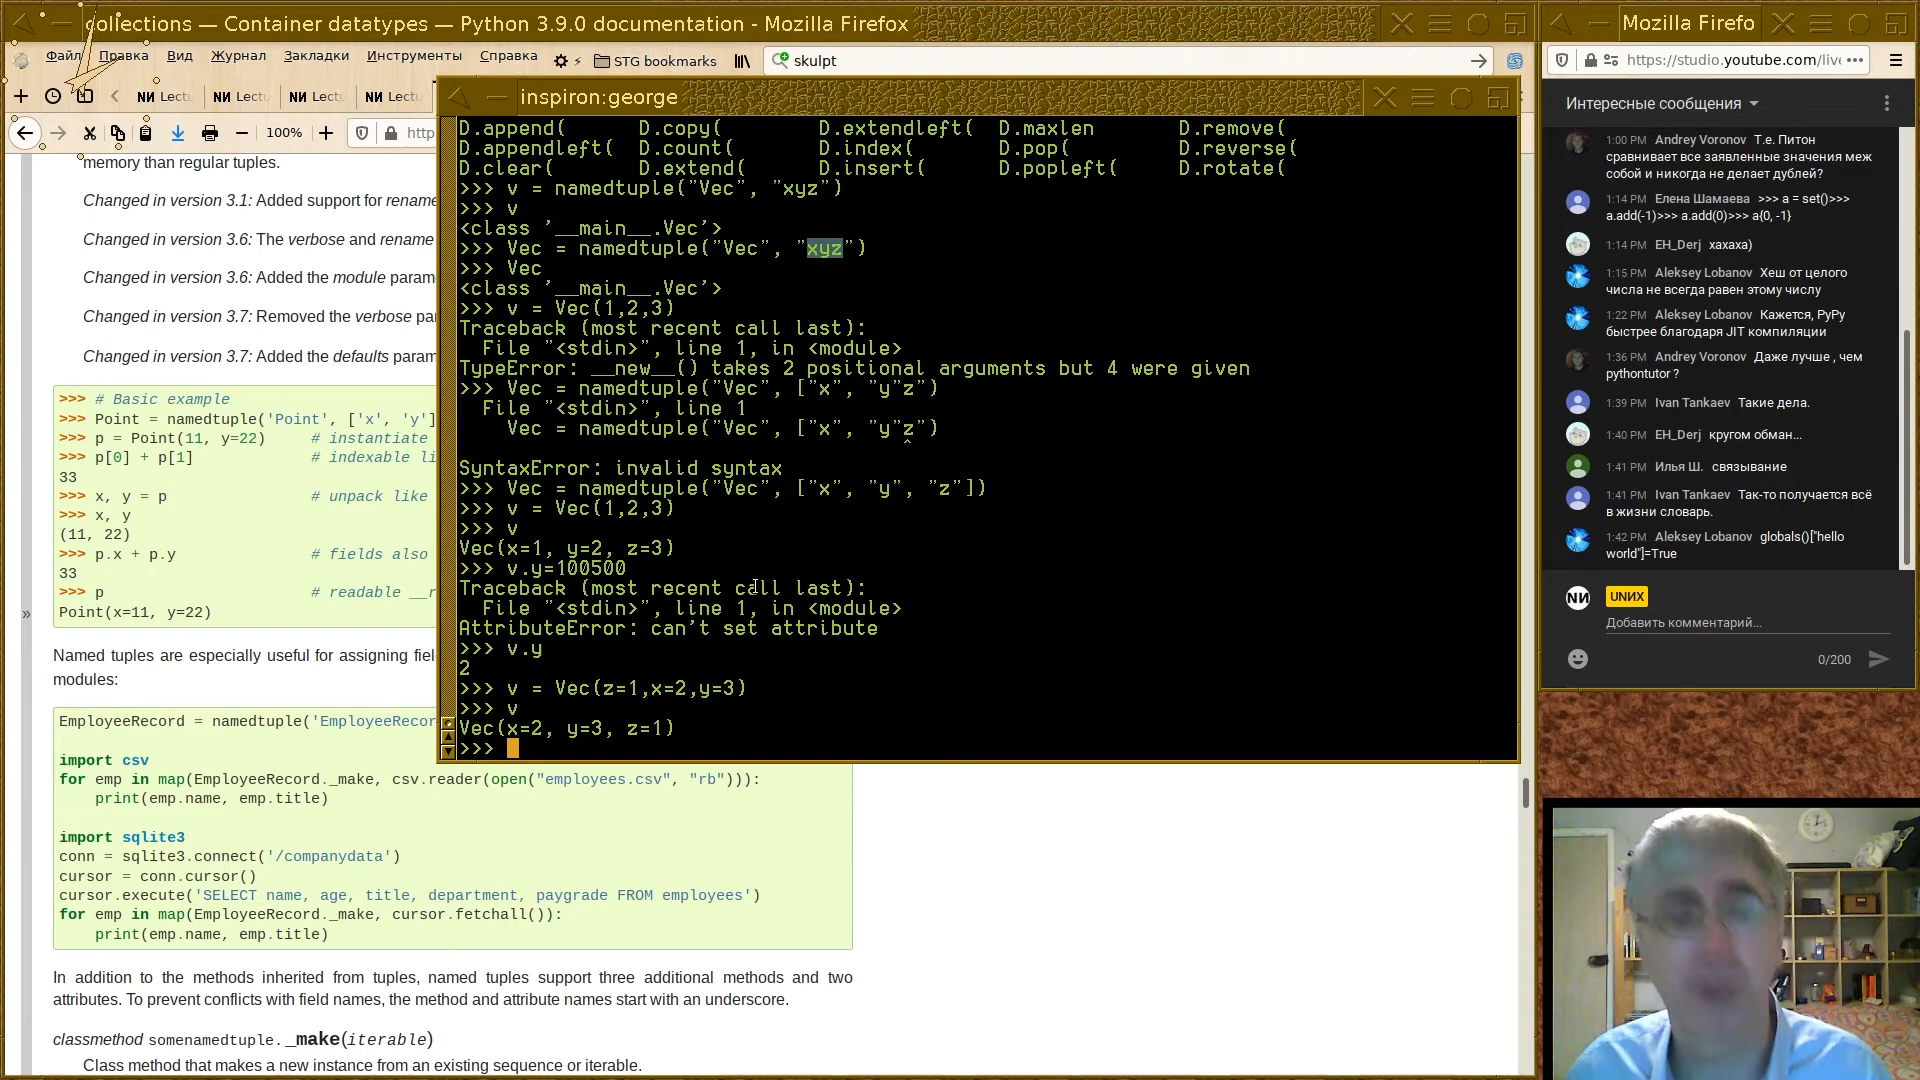 collections — Container datatypes — Python 3.9.0 documentation - Mozilla Firefox
Файл Правка Вид Журнал Закладки Инструменты Справка STG bookmarks skulpt
Lectu Lectu Lectu Lectu
100% http
memory than regular tuples.
Changed in version 3.1: Added support for rename
Changed in version 3.6: The verbose and rename
Changed in version 3.6: Added the module param
Changed in version 3.7: Removed the verbose pa
Changed in version 3.7: Added the defaults param
>>> # Basic example
>>> Point = namedtuple('Point', ['x', 'y']
>>> p = Point(11, y=22) # instantiate
>>> p[0] + p[1] # indexable li
33
>>> x, y = p # unpack like
>>> x, y
(11, 22)
>>> p.x + p.y # fields also
33
>>> p # readable __r
Point(x=11, y=22)
»
Named tuples are especially useful for assigning fiel
modules:
EmployeeRecord = namedtuple('EmployeeRecor
import csv
for emp in map(EmployeeRecord._make, csv.reader(open("employees.csv", "rb"))):
print(emp.name, emp.title)
import sqlite3
conn = sqlite3.connect('/companydata')
cursor = conn.cursor()
cursor.execute('SELECT name, age, title, department, paygrade FROM employees')
for emp in map(EmployeeRecord._make, cursor.fetchall()):
print(emp.name, emp.title)
In addition to the methods inherited from tuples, named tuples support three additional methods and two
attributes. To prevent conflicts with field names, the method and attribute names start with an underscore.
classmethod somenamedtuple._make(iterable)
Class method that makes a new instance from an existing sequence or iterable.
inspiron:george
D.append( D.copy( D.extendleft( D.maxlen D.remove(
D.appendleft( D.count( D.index( D.pop( D.reverse(
D.clear( D.extend( D.insert( D.popleft( D.rotate(
>>> v = namedtuple("Vec", "xyz")
>>> v
<class '__main__.Vec'>
>>> Vec = namedtuple("Vec", "xyz")
>>> Vec
<class '__main__.Vec'>
>>> v = Vec(1,2,3)
Traceback (most recent call last):
File "<stdin>", line 1, in <module>
TypeError: __new__() takes 2 positional arguments but 4 were given
>>> Vec = namedtuple("Vec", ["x", "y"z")
File "<stdin>", line 1
Vec = namedtuple("Vec", ["x", "y"z")
^
SyntaxError: invalid syntax
>>> Vec = namedtuple("Vec", ["x", "y", "z"])
>>> v = Vec(1,2,3)
>>> v
Vec(x=1, y=2, z=3)
>>> v.y=100500
Traceback (most recent call last):
File "<stdin>", line 1, in <module>
AttributeError: can't set attribute
>>> v.y
2
>>> v = Vec(z=1,x=2,y=3)
>>> v
Vec(x=2, y=3, z=1)
>>>
Mozilla Firefo
https://studio.youtube.com/live
Интересные сообщения
1:00 PM Andrey Voronov Т.е. Питон
сравнивает все заявленные значения меж
собой и никогда не делает дублей?
1:14 PM Елена Шамаева >>> a = set()>>>
a.add(-1)>>> a.add(0)>>> a{0, -1}
1:14 PM EH_Derj хахаха)
1:15 PM Aleksey Lobanov Хеш от целого
числа не всегда равен этому числу
1:22 PM Aleksey Lobanov Кажется, PyPy
быстрее благодаря JIT компиляции
1:36 PM Andrey Voronov Даже лучше , чем
pythontutor ?
1:39 PM Ivan Tankaev Такие дела.
1:40 PM EH_Derj кругом обман...
1:41 PM Илья Ш. связывание
1:41 PM Ivan Tankaev Так-то получается всё
в жизни словарь.
1:42 PM Aleksey Lobanov globals()["hello
world"]=True
UNИX
Добавить комментарий...
0/200